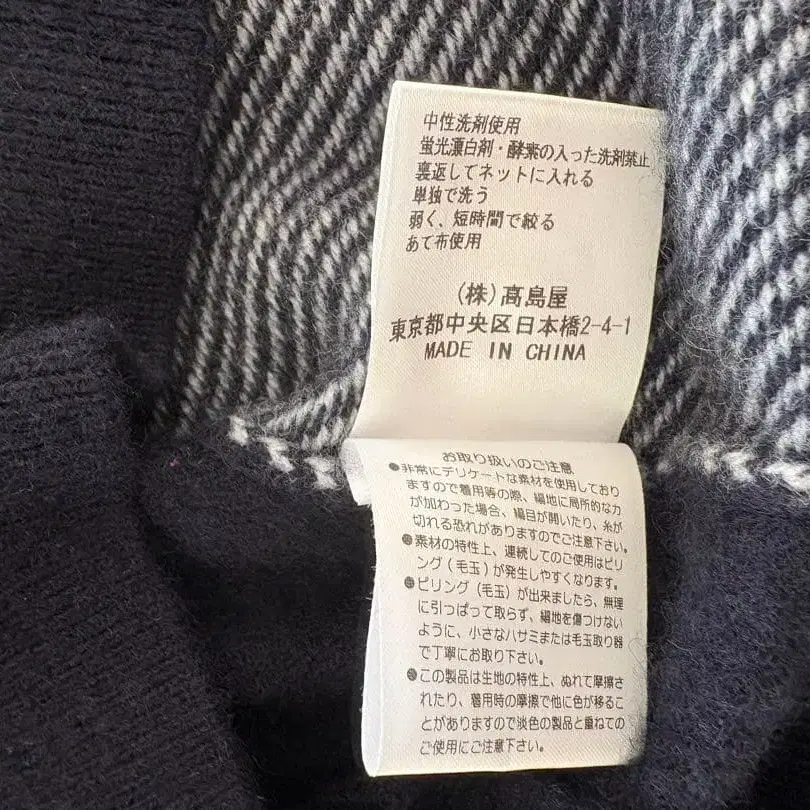 中性洗剤使用
蛍光漂白剤・酵素の入った洗剤禁止
裏返してネットに入れる
単独で洗う
弱く、短時間で絞る
あて布使用
(株)高島屋
東京都中央区日本橋2-4-1
MADE IN CHINA
お取り扱いのご注意
●非常にデリケートな素材を使用しており
ますので着用等の際、編地に局所的な力
が加わった場合、編目が開いたり、糸が
切れる恐れがありますのでご注意下さい。
●素材の特性上、連続してのご使用はピリ
ング(毛玉)が発生しやすくなります。
●ピリング(毛玉)が出来ましたら、無理
に引っぱって取らず、編地を傷つけない
ように、小さなハサミまたは毛玉取り器
で丁寧にお取り下さい。
●この製品は生地の特性上、ぬれて摩擦さ
れたり、着用時の摩擦で他に色が移るこ
とがありますので淡色の製品と重ねての
ご使用にご注意下さい。